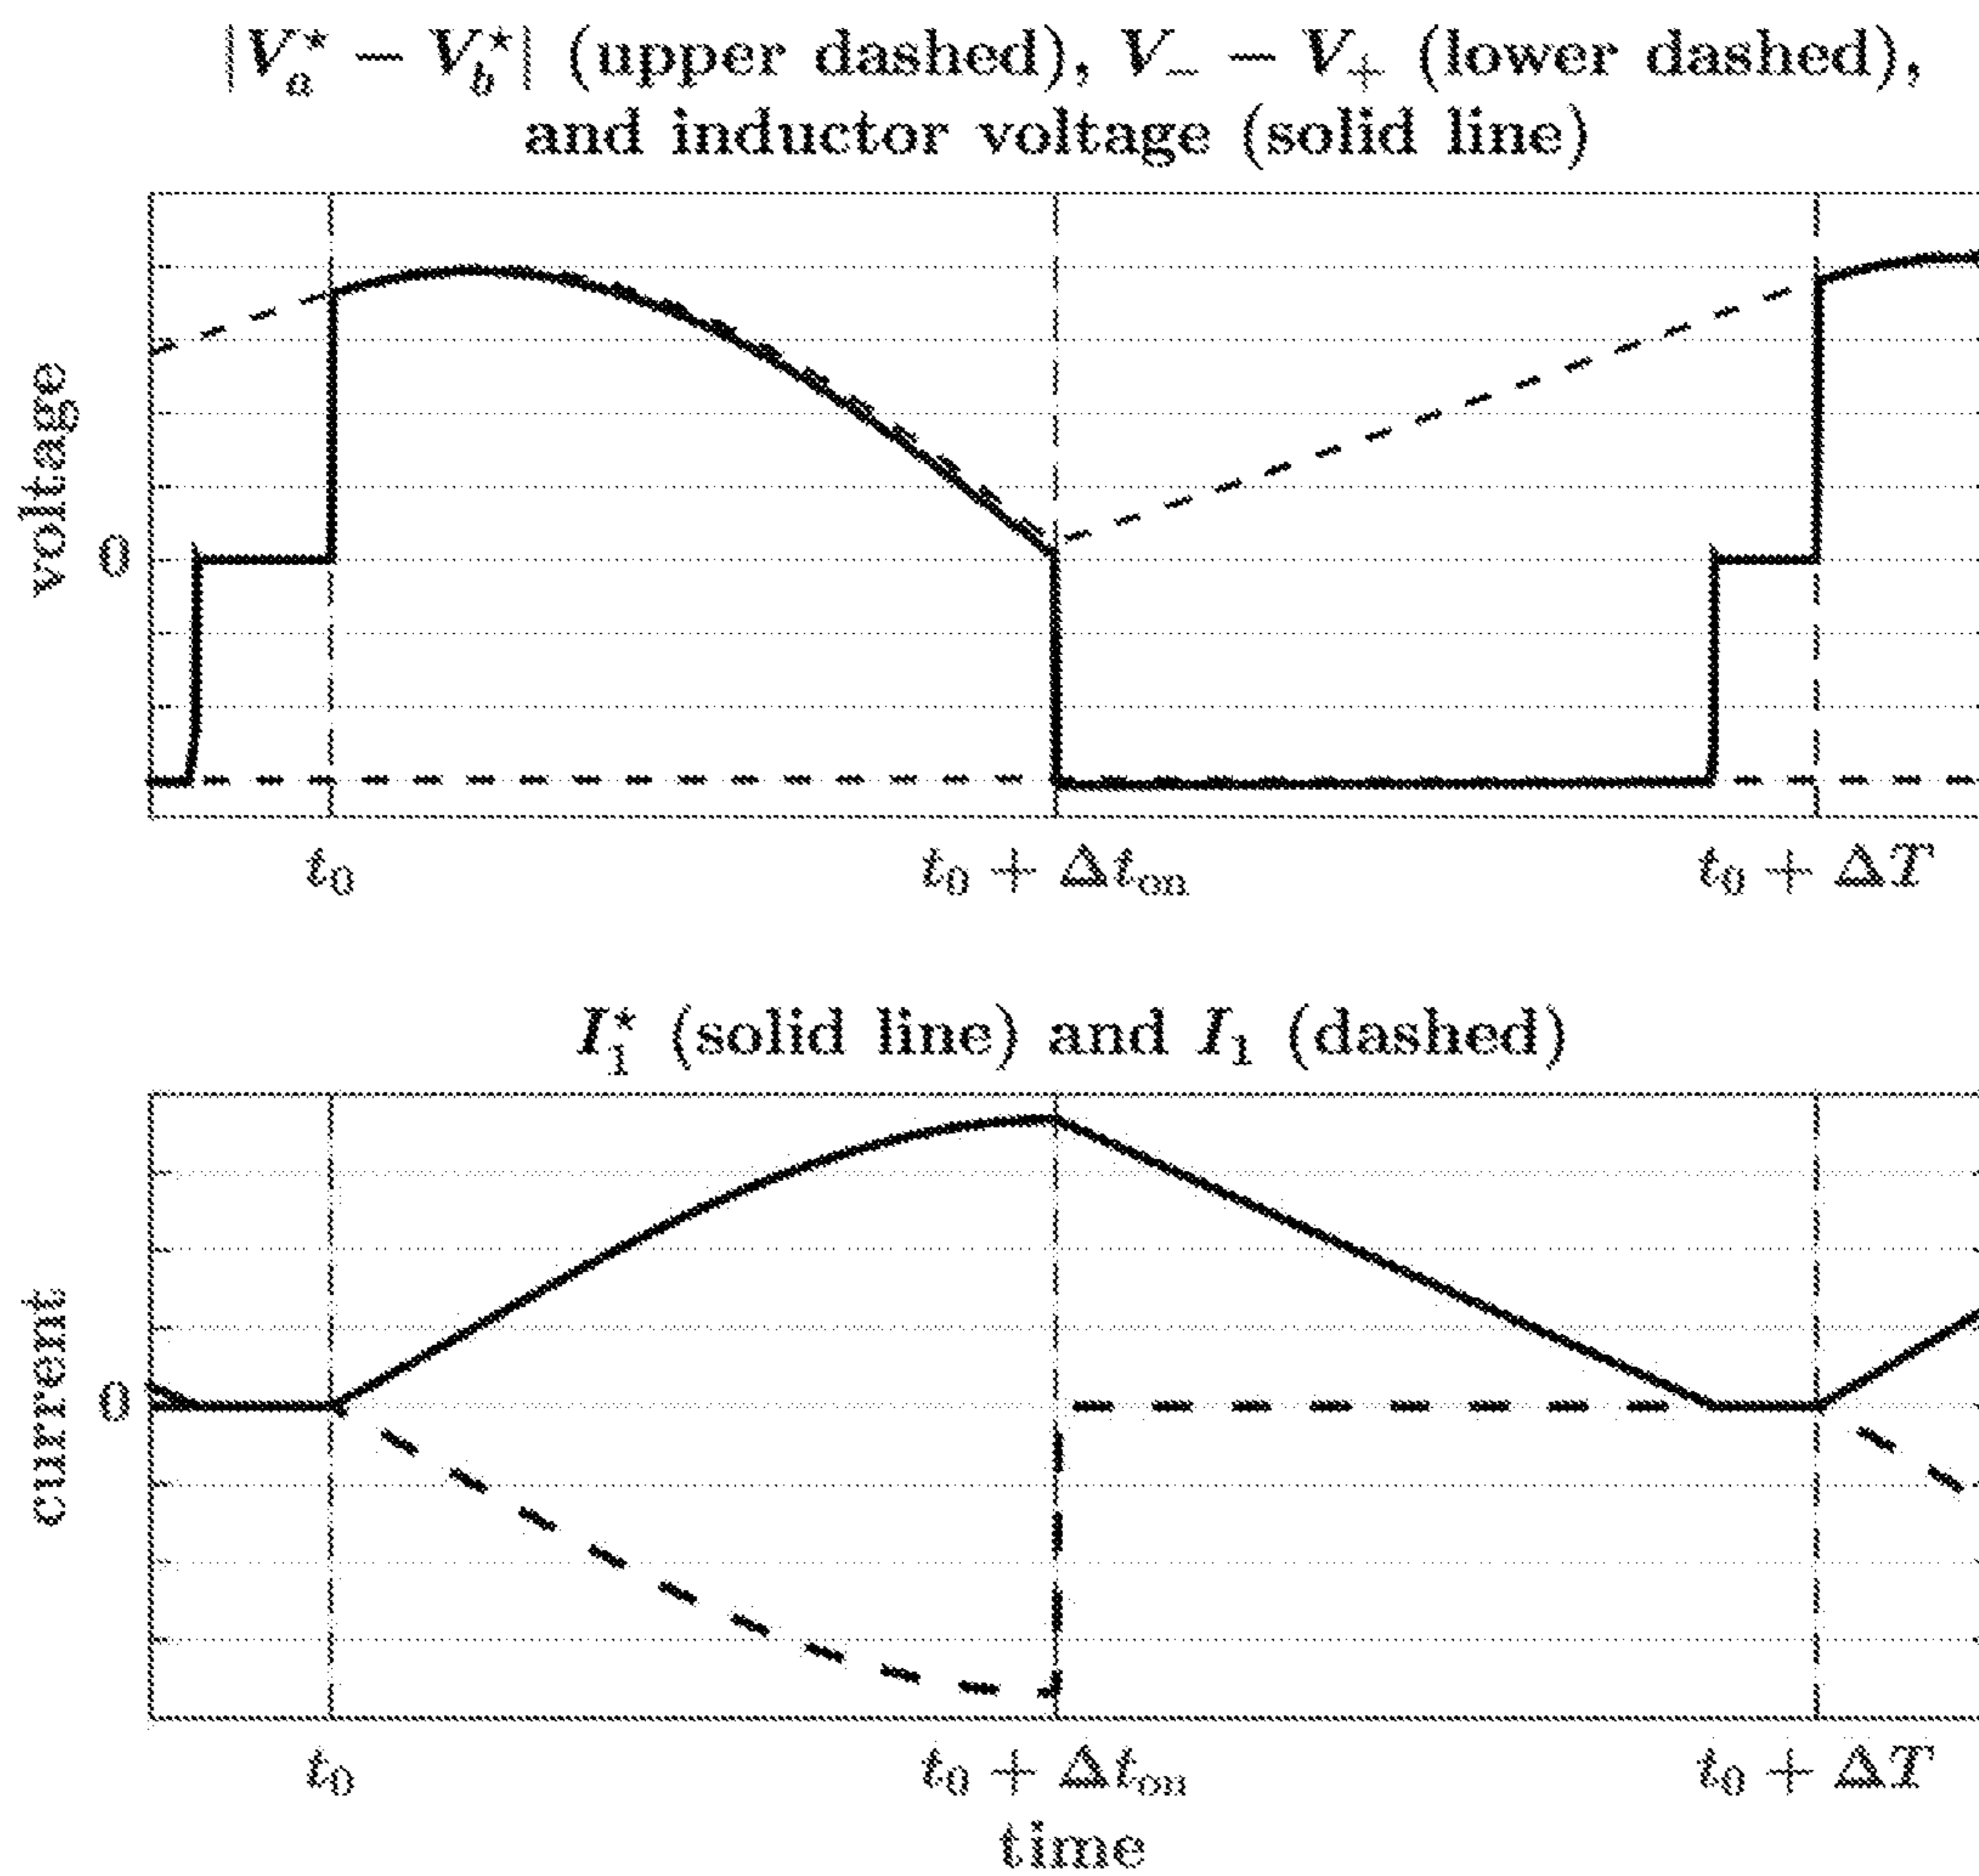 |V_a^⋆ − V_b^⋆| (upper dashed), V_− − V_+ (lower dashed),
and inductor voltage (solid line)
voltage
0
t_0
t_0 + Δt_on
t_0 + ΔT
I_1^⋆ (solid line) and I_1 (dashed)
current
0
t_0
t_0 + Δt_on
t_0 + ΔT
time